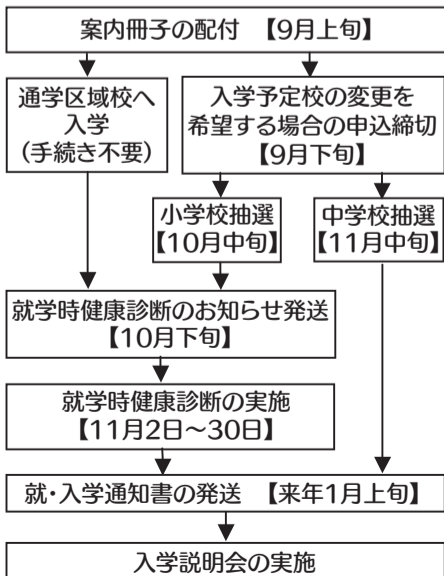 案内冊子の配付 【9月上旬】
通学区域校へ
入学
(手続き不要)
入学予定校の変更を
希望する場合の申込締切
【9月下旬】
小学校抽選
【10月中旬】
中学校抽選
【11月中旬】
就学時健康診断のお知らせ発送
【10月下旬】
就学時健康診断の実施
【11月2日〜30日】
就・入学通知書の発送 【来年1月上旬】
入学説明会の実施